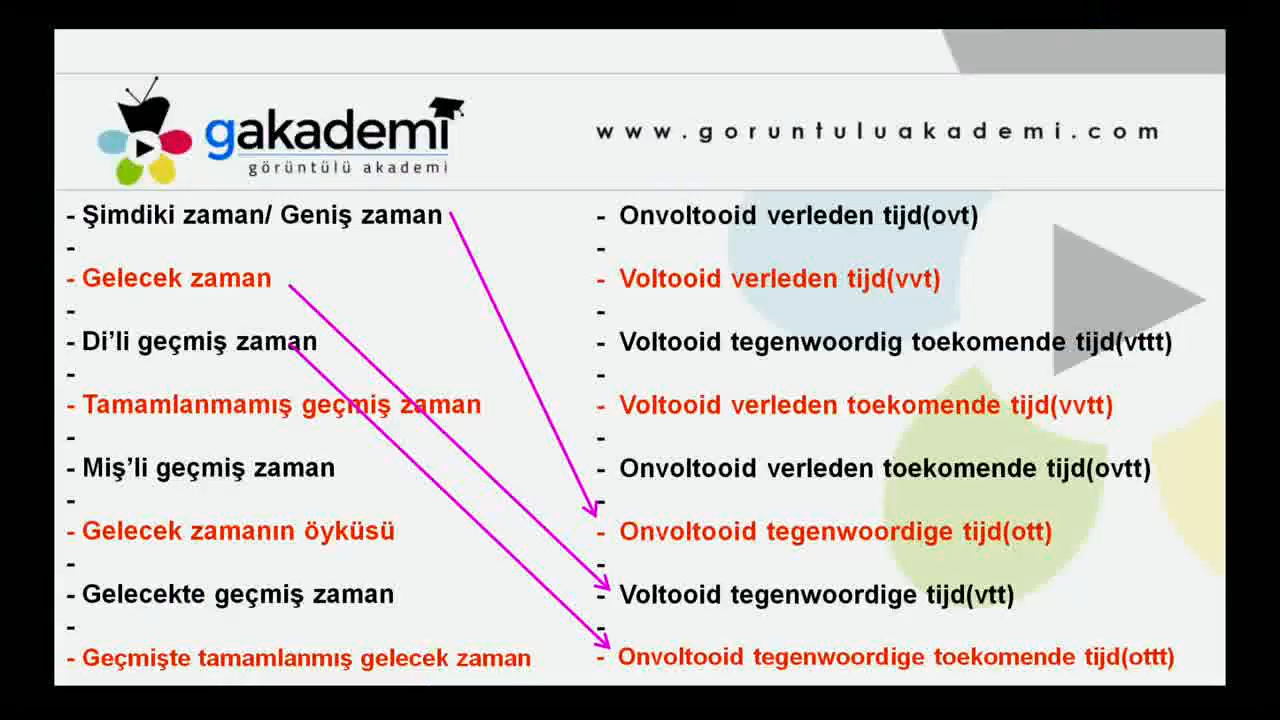 gakademi
görüntülü akademi
www.goruntuluakademi.com
- Şimdiki zaman/ Geniş zaman
-
- Gelecek zaman
-
- Di’li geçmiş zaman
-
- Tamamlanmamış geçmiş zaman
-
- Miş’li geçmiş zaman
-
- Gelecek zamanın öyküsü
-
- Gelecekte geçmiş zaman
-
- Geçmişte tamamlanmış gelecek zaman
- Onvoltooid verleden tijd(ovt)
-
- Voltooid verleden tijd(vvt)
-
- Voltooid tegenwoordig toekomende tijd(vttt)
-
- Voltooid verleden toekomende tijd(vvtt)
-
- Onvoltooid verleden toekomende tijd(ovtt)
-
- Onvoltooid tegenwoordige tijd(ott)
-
- Voltooid tegenwoordige tijd(vtt)
-
- Onvoltooid tegenwoordige toekomende tijd(ottt)